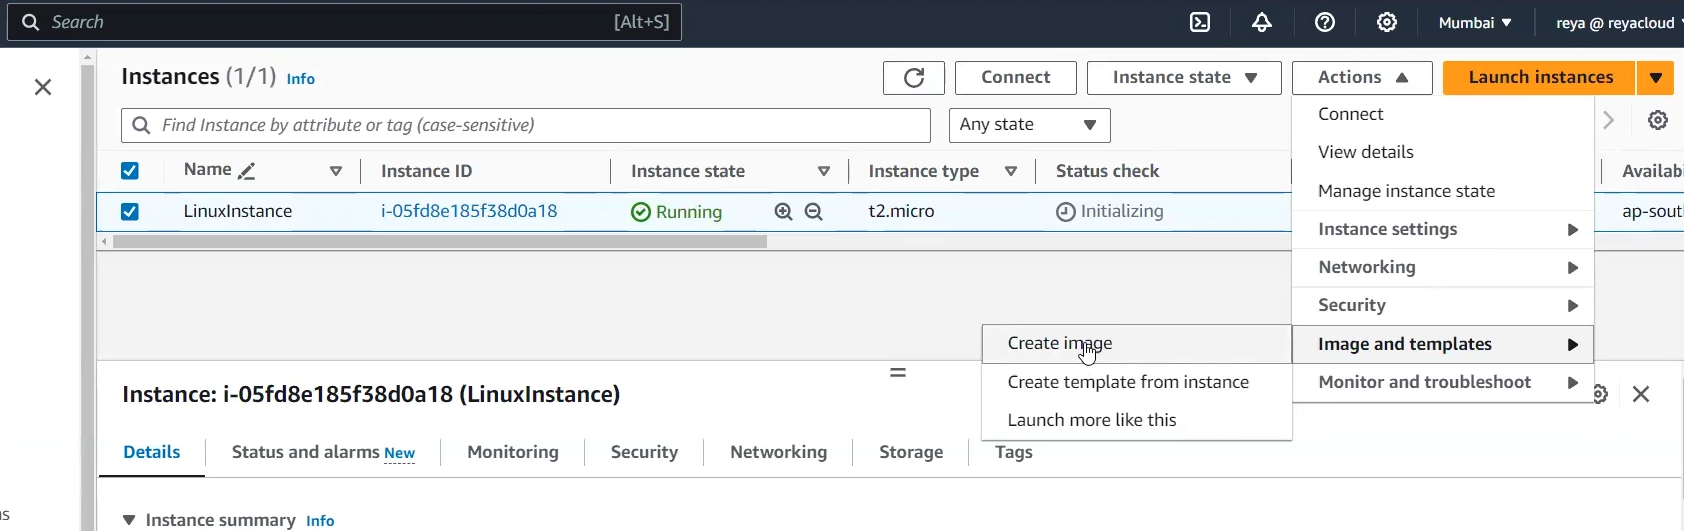 Search [Alt+S] Mumbai reya @ reyacloud
Instances (1/1) Info Connect Instance state Actions Launch instances
Find Instance by attribute or tag (case-sensitive) Any state
Connect
View details
Manage instance state
Instance settings
Networking
Security
Image and templates
Monitor and troubleshoot
Create image
Create template from instance
Launch more like this
Name Instance ID Instance state Instance type Status check Availabi
LinuxInstance i-05fd8e185f38d0a18 Running t2.micro Initializing ap-sout
Instance: i-05fd8e185f38d0a18 (LinuxInstance)
Details Status and alarms New Monitoring Security Networking Storage Tags
Instance summary Info